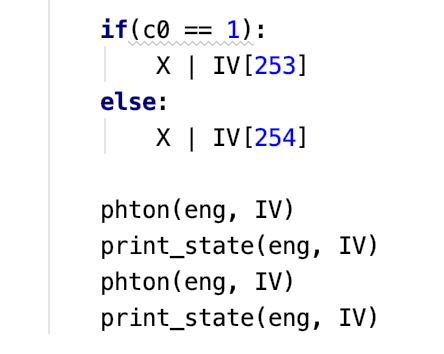 if(c0 == 1):
X | IV[253]
else:
X | IV[254]
phton(eng, IV)
print_state(eng, IV)
phton(eng, IV)
print_state(eng, IV)